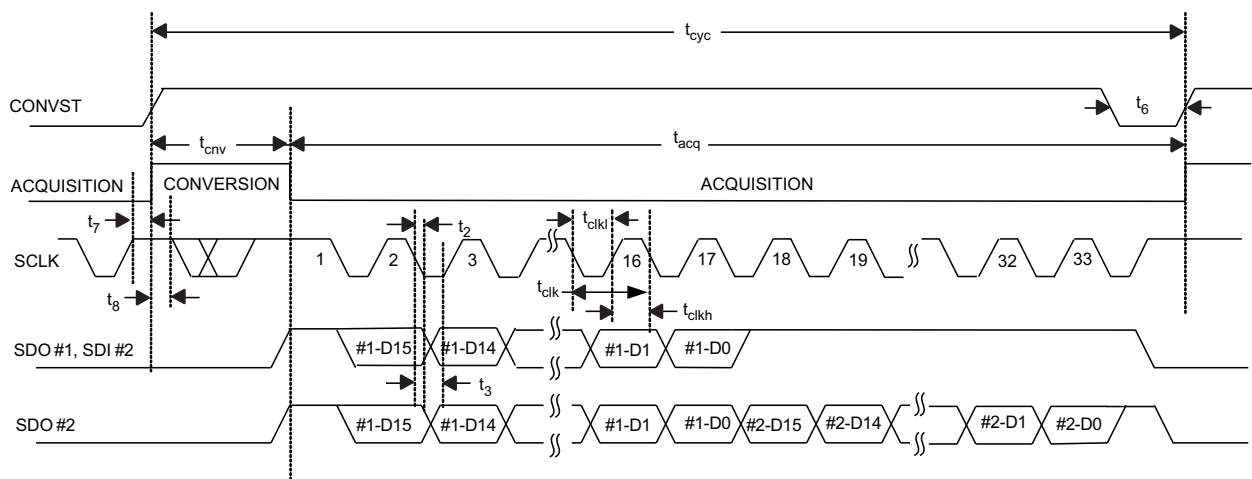 tcyc
CONVST
t6
tcnv
tacq
ACQUISITION
CONVERSION
ACQUISITION
t7
t2
tclkl
SCLK
1
2
3
16
17
18
19
32
33
t8
tclk
tclkh
SDO #1, SDI #2
#1-D15
#1-D14
#1-D1
#1-D0
t3
SDO #2
#1-D15
#1-D14
#1-D1
#1-D0
#2-D15
#2-D14
#2-D1
#2-D0